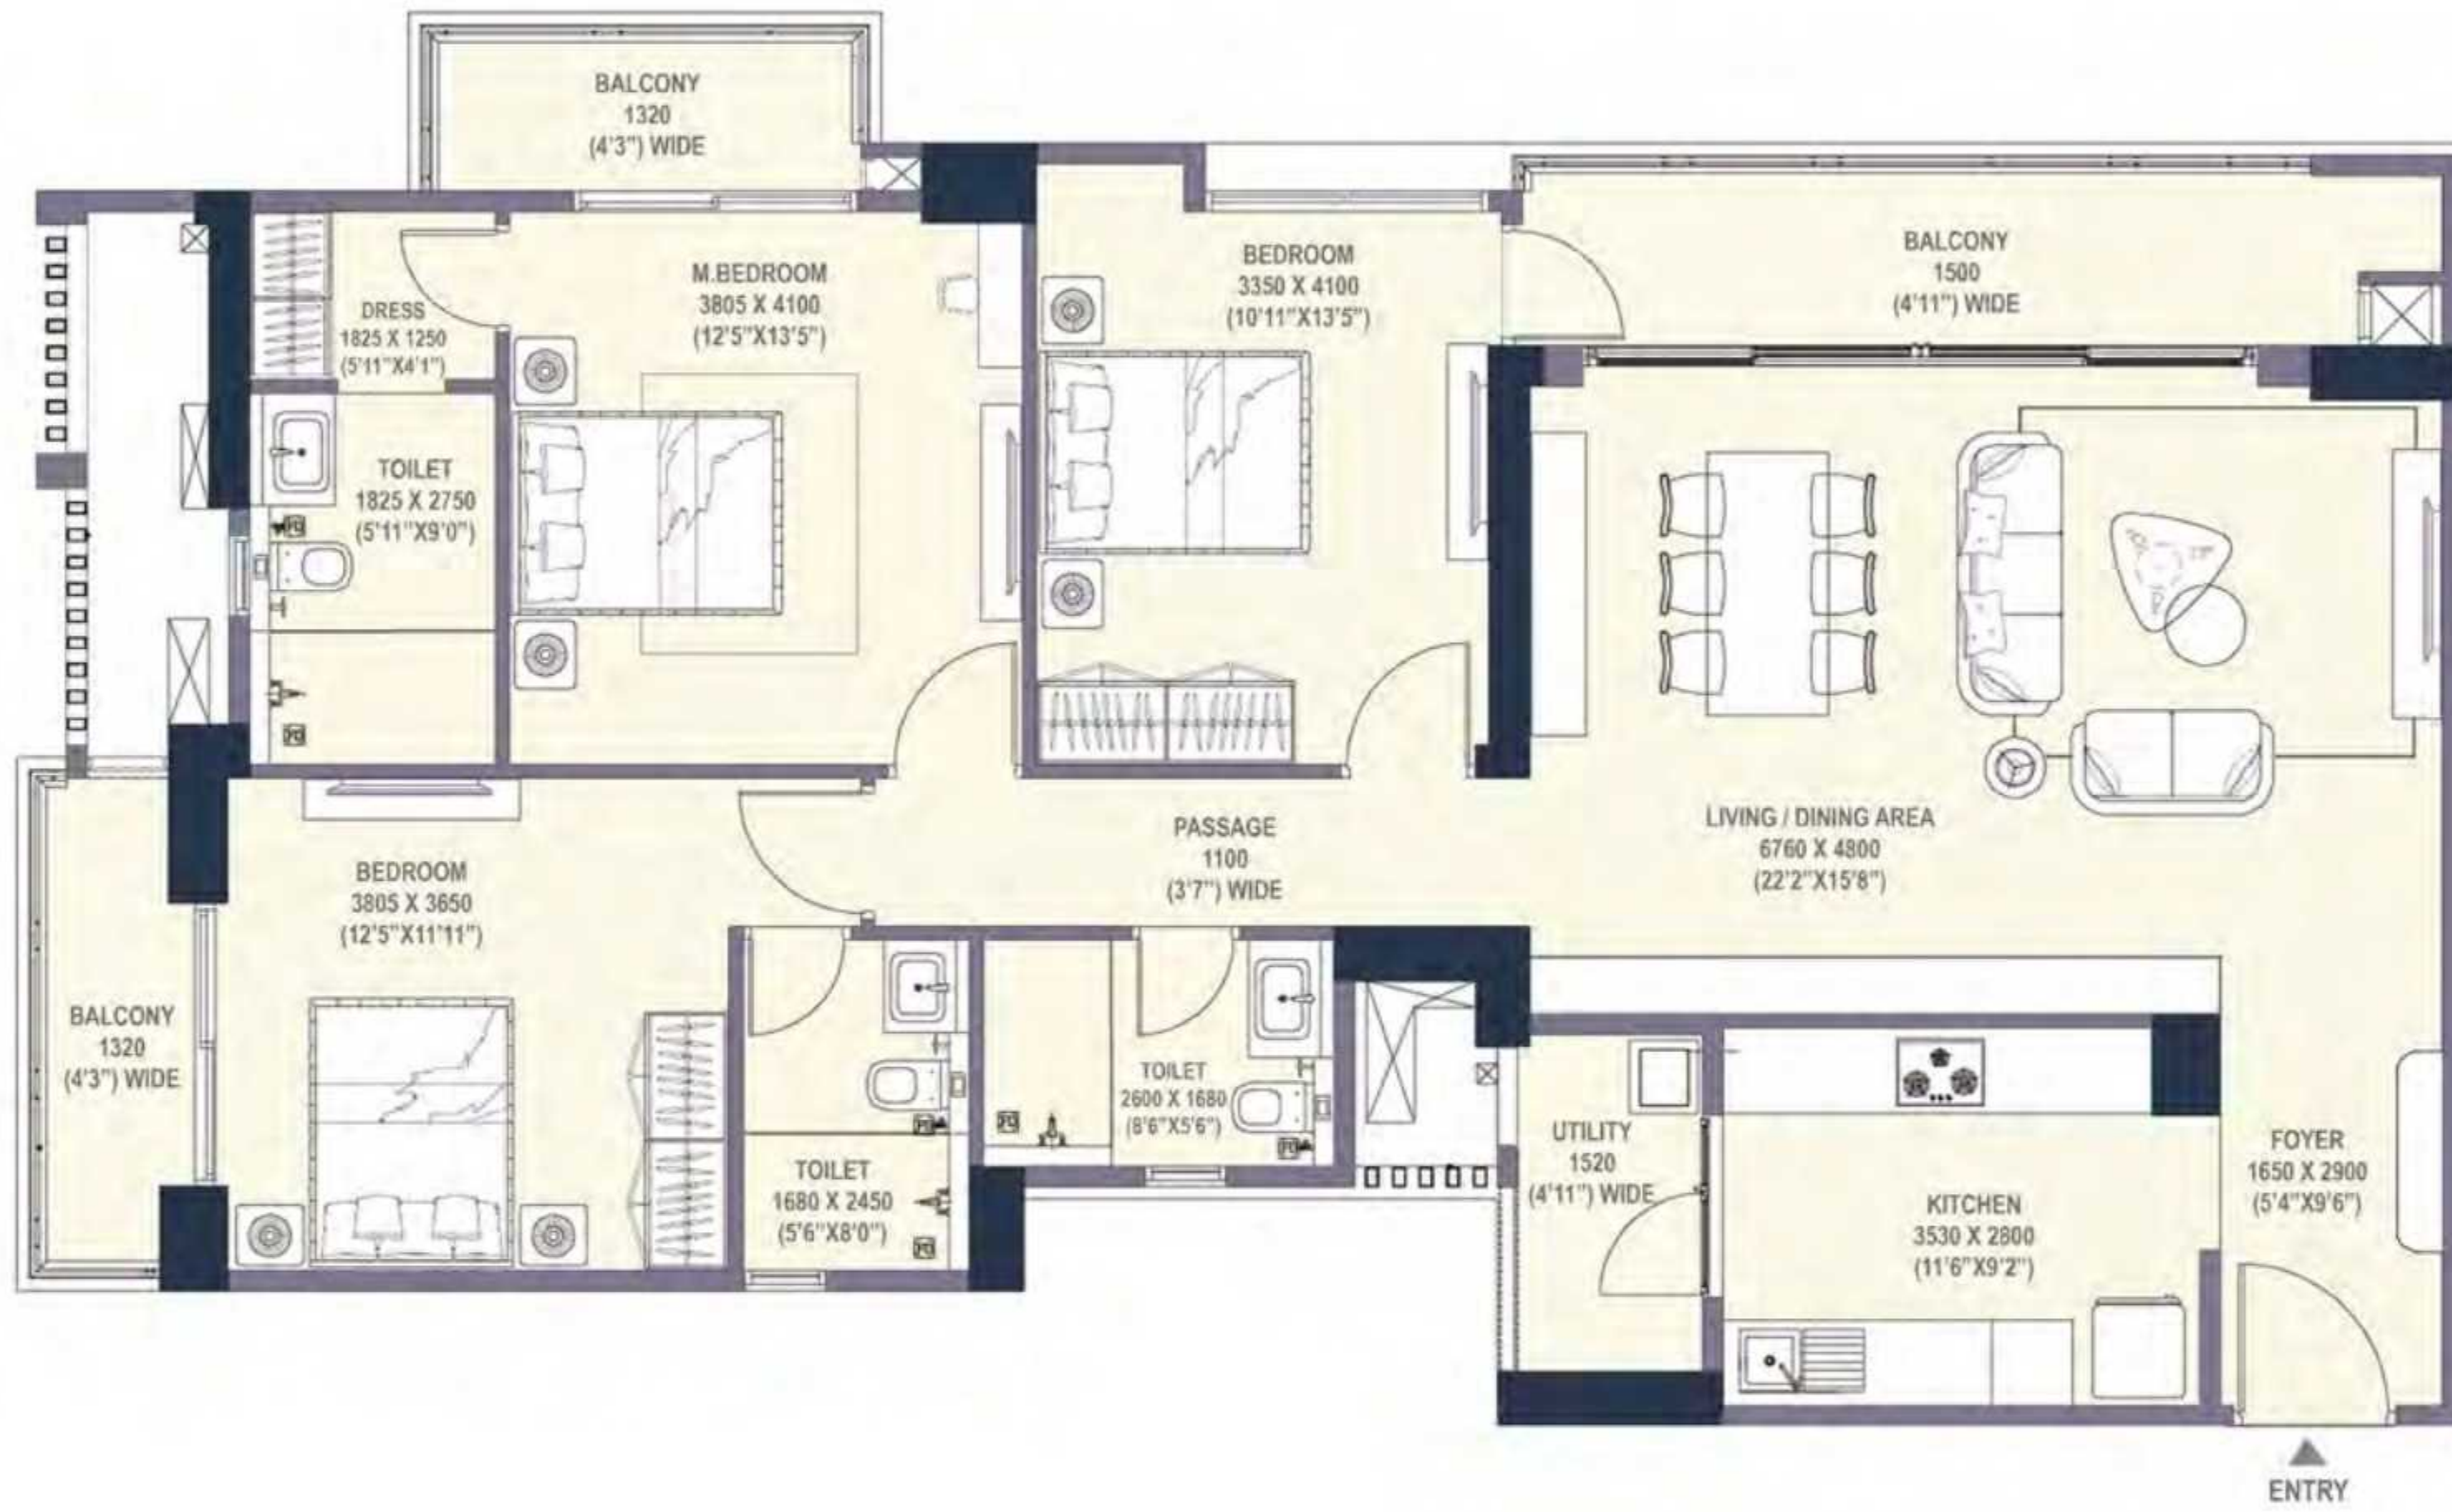 BALCONY
1320
(4'3") WIDE
M.BEDROOM
3805 X 4100
(12'5"X13'5")
BEDROOM
3350 X 4100
(10'11"X13'5")
BALCONY
1500
(4'11") WIDE
DRESS
1825 X 1250
(5'11"X4'1")
TOILET
1825 X 2750
(5'11"X9'0")
BEDROOM
3805 X 3650
(12'5"X11'11")
PASSAGE
1100
(3'7") WIDE
LIVING / DINING AREA
6760 X 4800
(22'2"X15'8")
BALCONY
1320
(4'3") WIDE
TOILET
1680 X 2450
(5'6"X8'0")
TOILET
2600 X 1680
(8'6"X5'6")
UTILITY
1520
(4'11") WIDE
KITCHEN
3530 X 2800
(11'6"X9'2")
FOYER
1650 X 2900
(5'4"X9'6")
ENTRY